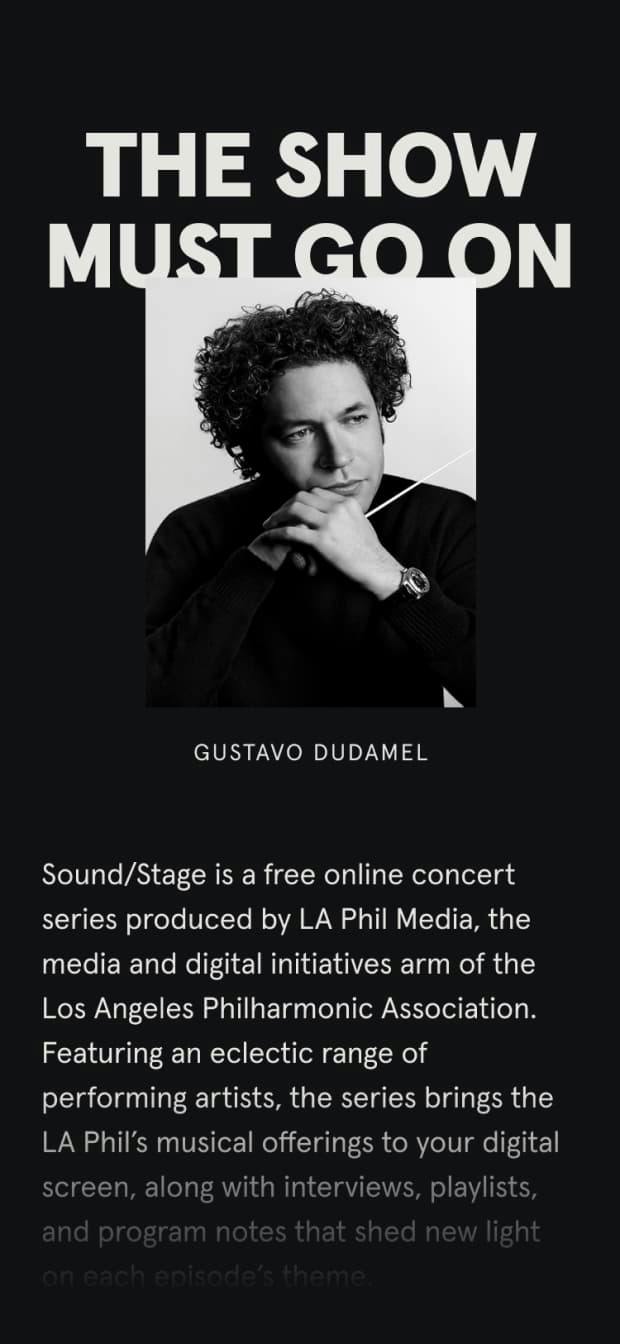 THE SHOW
MUST GO ON
GUSTAVO DUDAMEL
Sound/Stage is a free online concert
series produced by LA Phil Media, the
media and digital initiatives arm of the
Los Angeles Philharmonic Association.
Featuring an eclectic range of
performing artists, the series brings the
LA Phil’s musical offerings to your digital
screen, along with interviews, playlists,
and program notes that shed new light
on each episode’s theme.